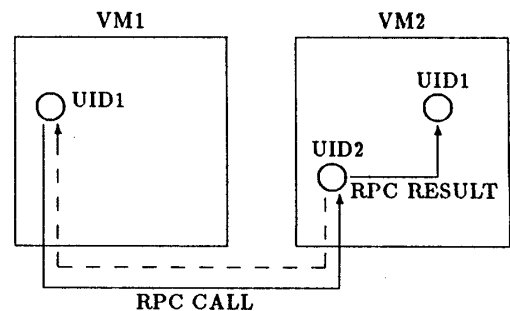 VM1
VM2
UID1
UID1
UID2
RPC RESULT
RPC CALL